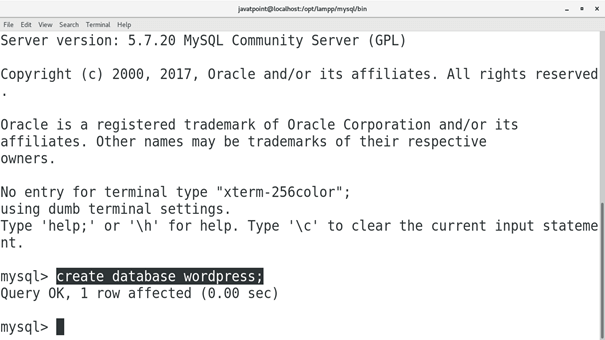 javatpoint@localhost:/opt/lampp/mysql/bin
File Edit View Search Terminal Help
Server version: 5.7.20 MySQL Community Server (GPL)
Copyright (c) 2000, 2017, Oracle and/or its affiliates. All rights reserved
.
Oracle is a registered trademark of Oracle Corporation and/or its
affiliates. Other names may be trademarks of their respective
owners.
No entry for terminal type "xterm-256color";
using dumb terminal settings.
Type 'help;' or '\h' for help. Type '\c' to clear the current input stateme
nt.
mysql> create database wordpress;
Query OK, 1 row affected (0.00 sec)
mysql>